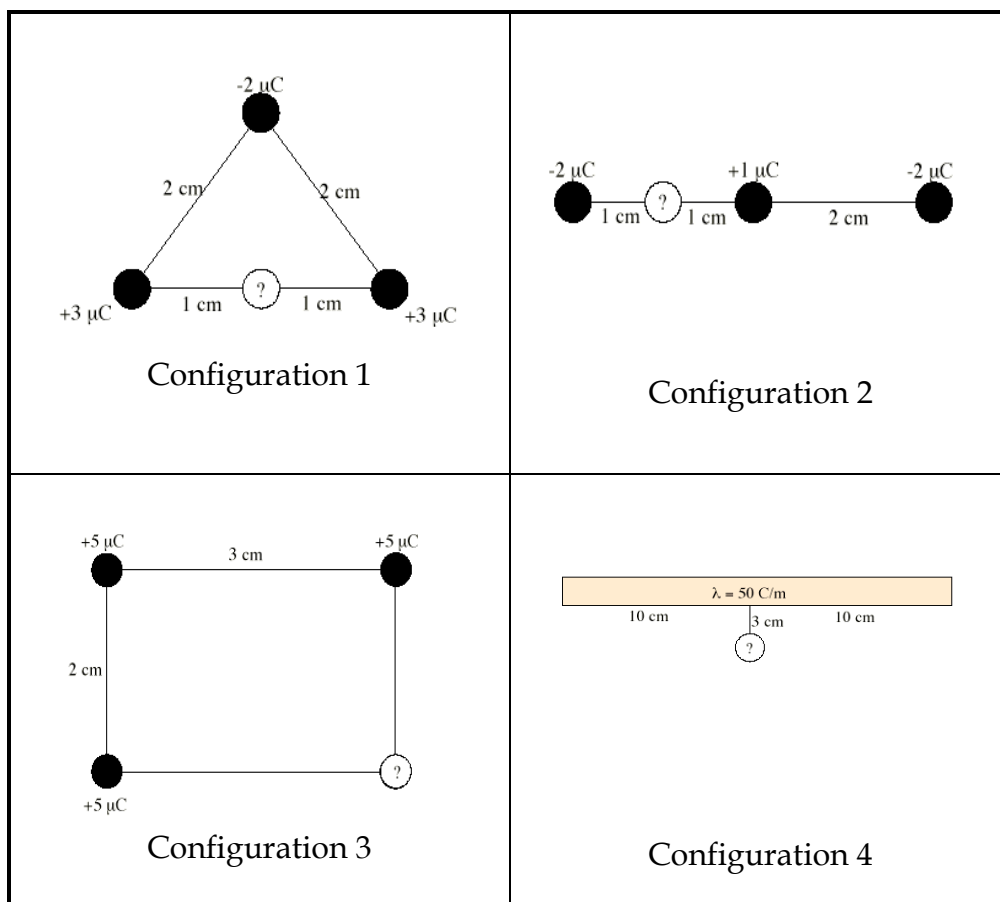 -2 μC
2 cm
2 cm
1 cm
?
1 cm
+3 μC
+3 μC
Configuration 1
-2 μC
+1 μC
-2 μC
?
1 cm
1 cm
2 cm
Configuration 2
+5 μC
+5 μC
3 cm
2 cm
?
+5 μC
Configuration 3
λ = 50 C/m
10 cm
3 cm
10 cm
?
Configuration 4